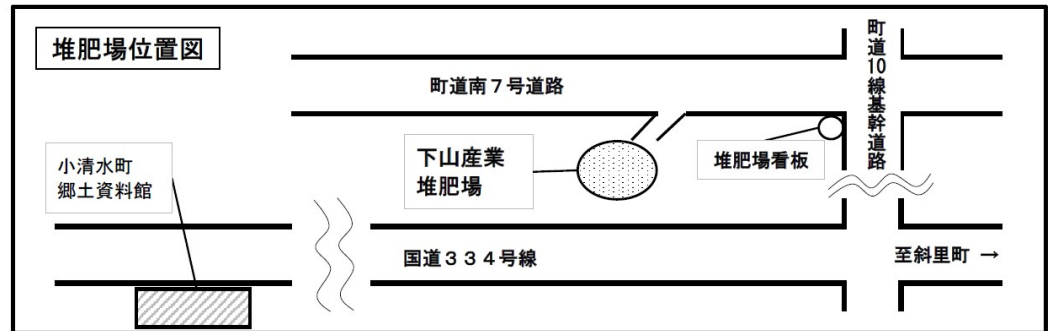 堆肥場位置図
町道10線基幹道路
町道南７号道路
下山産業
堆肥場
堆肥場看板
小清水町
郷土資料館
国道３３４号線
至斜里町 →